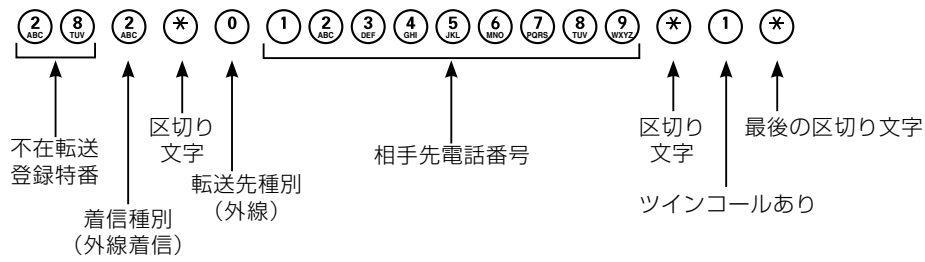 2 ABC 8 TUV 2 ABC * 0 1 2 ABC 3 DEF 4 GHI 5 JKL 6 MNO 7 PQRS 8 TUV 9 WXYZ * 1 *
不在転送
登録特番
着信種別
（外線着信）
区切り
文字
転送先種別
（外線）
相手先電話番号
区切り
文字
ツインコールあり
最後の区切り文字